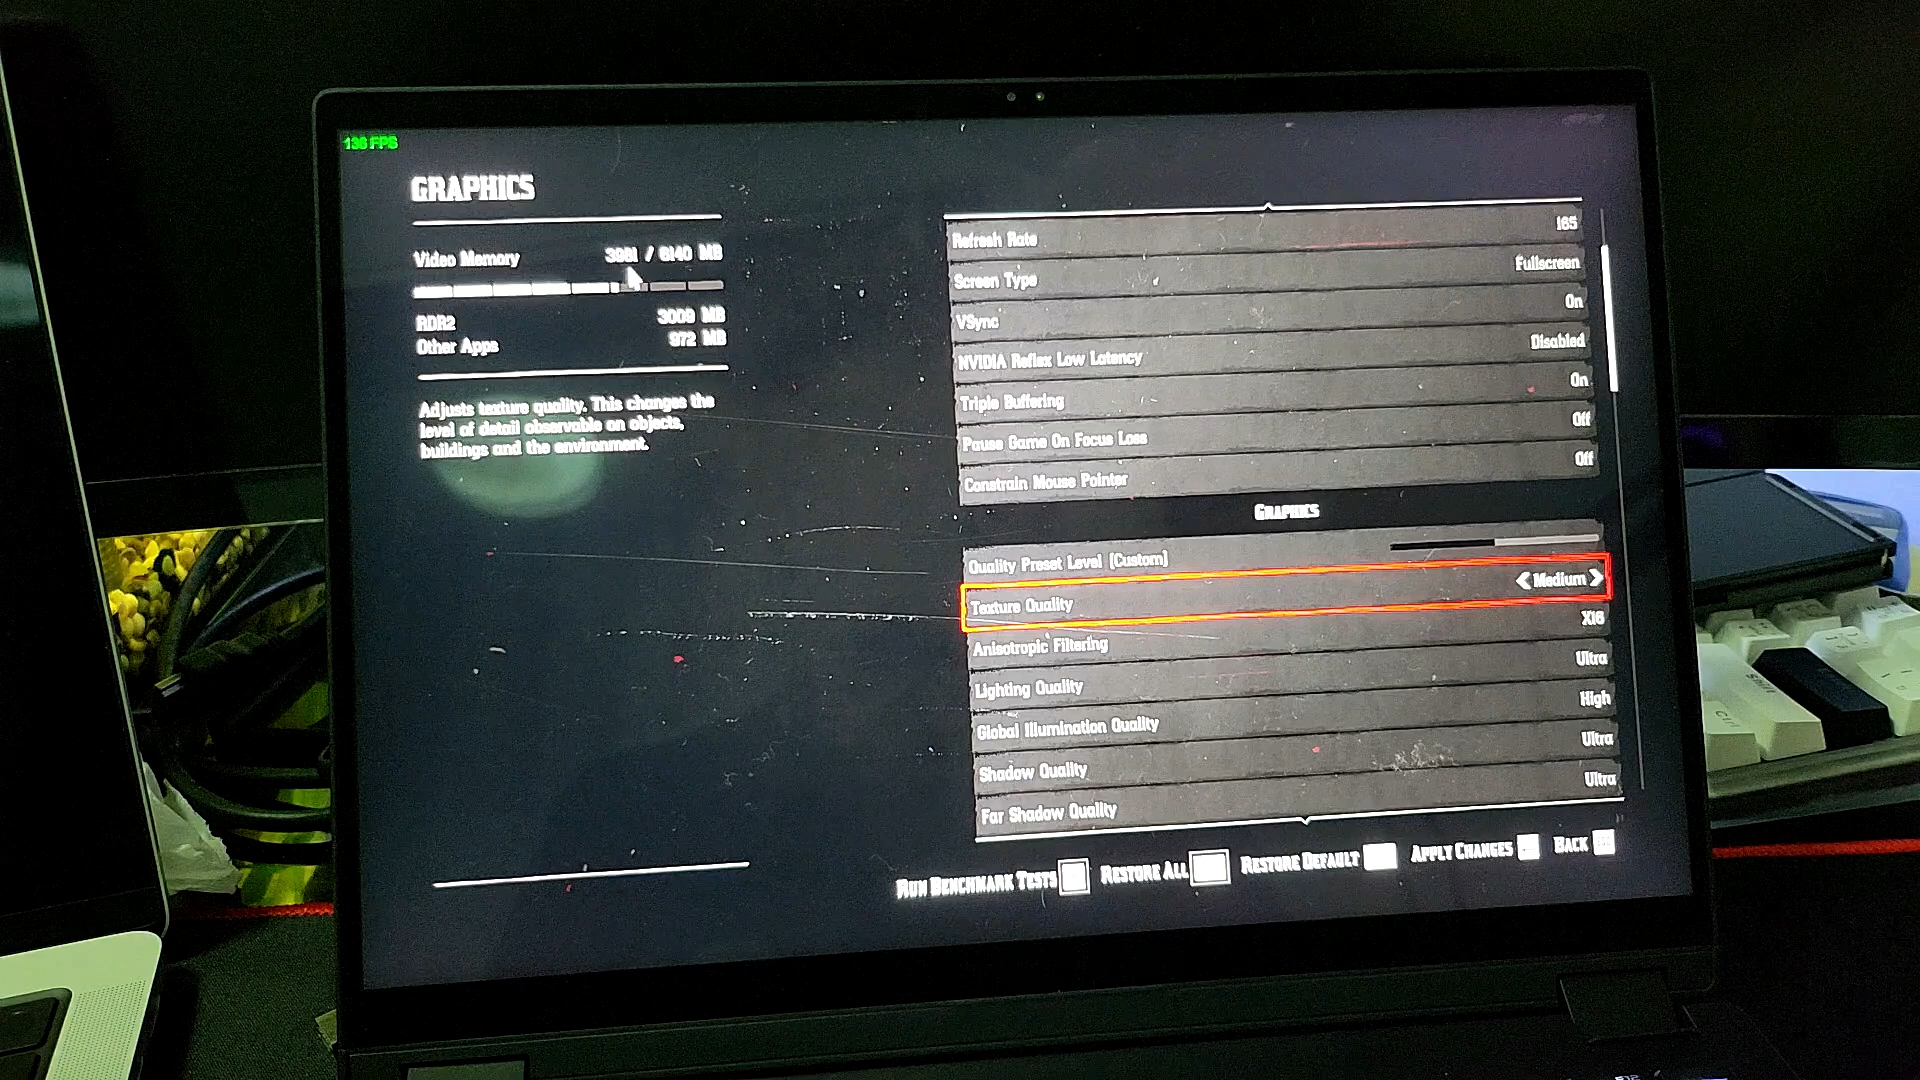 136 FPS
GRAPHICS
Video Memory 3981 / 6140 MB
RDR2 3009 MB
Other Apps 972 MB
Adjusts texture quality. This changes the
level of detail observable on objects,
buildings and the environment.
Refresh Rate 165
Screen Type Fullscreen
VSync On
NVIDIA Reflex Low Latency Disabled
Triple Buffering On
Pause Game On Focus Loss Off
Constrain Mouse Pointer Off
GRAPHICS
Quality Preset Level (Custom)
Texture Quality Medium
Anisotropic Filtering X16
Lighting Quality Ultra
Global Illumination Quality High
Shadow Quality Ultra
Far Shadow Quality Ultra
RUN BENCHMARK TESTS RESTORE ALL RESTORE DEFAULT APPLY CHANGES BACK
Shift
Ctrl